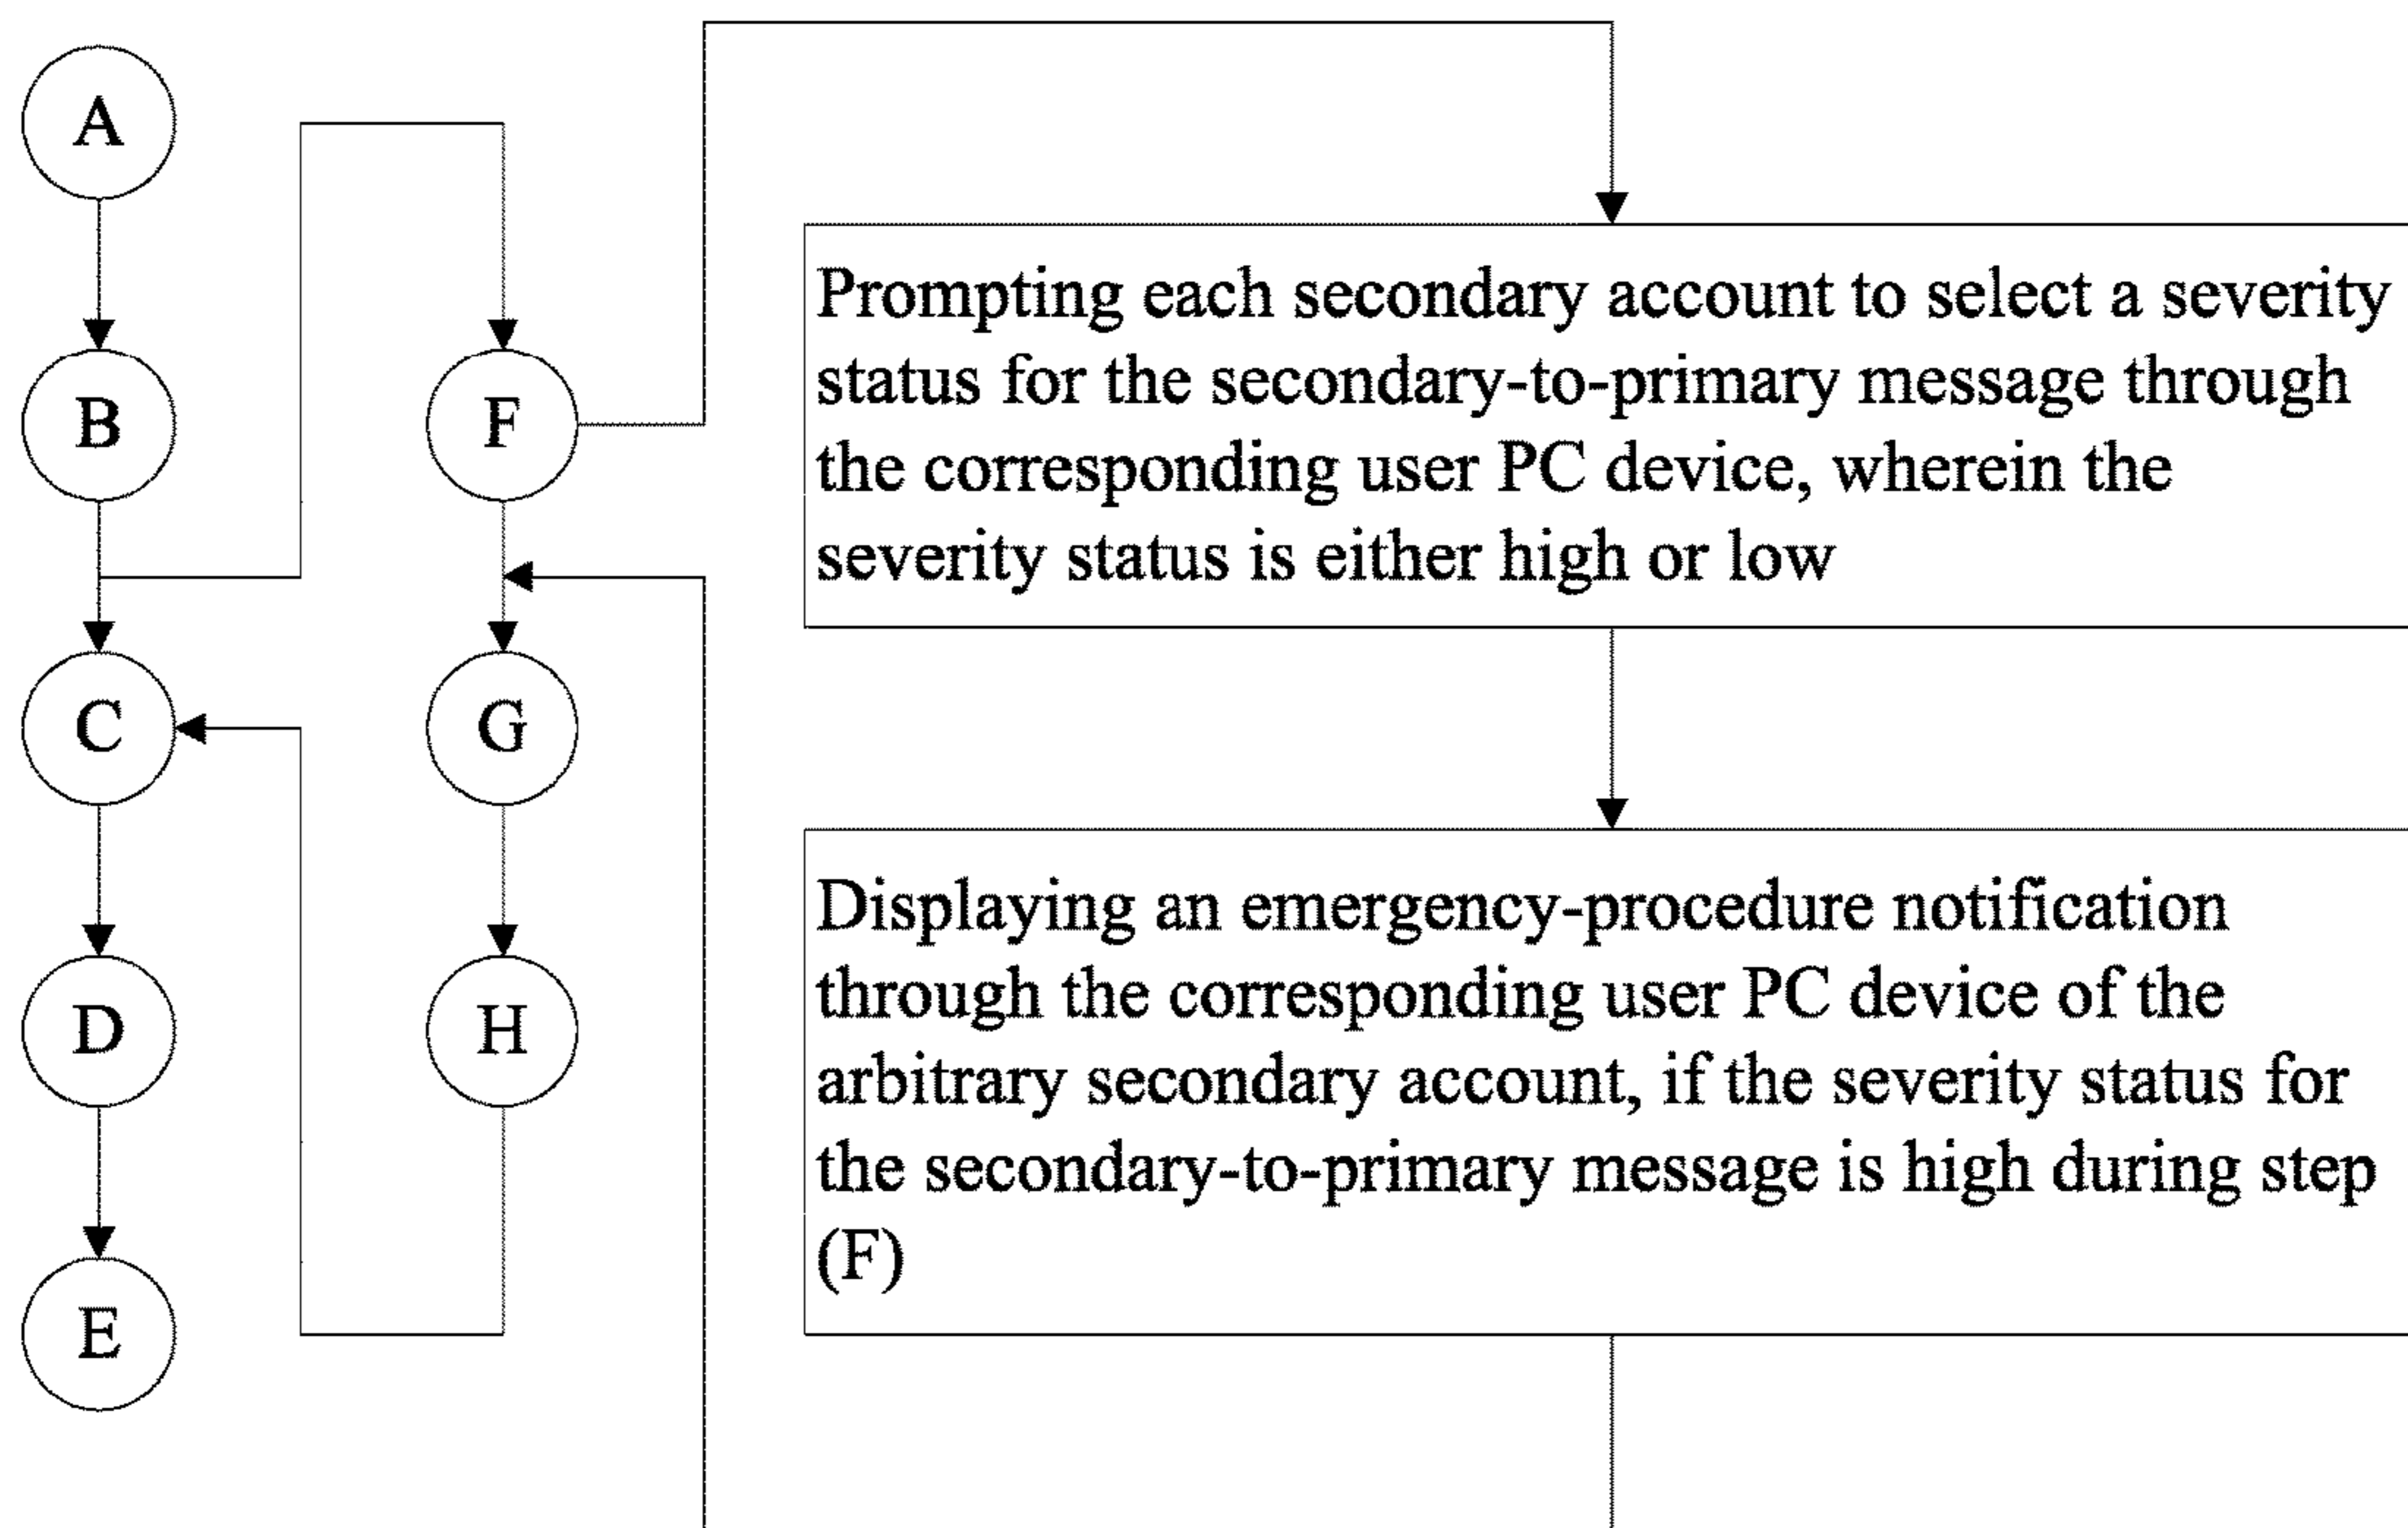 A
B
C
D
E
F
G
H
Prompting each secondary account to select a severity
status for the secondary-to-primary message through
the corresponding user PC device, wherein the
severity status is either high or low
Displaying an emergency-procedure notification
through the corresponding user PC device of the
arbitrary secondary account, if the severity status for
the secondary-to-primary message is high during step
(F)